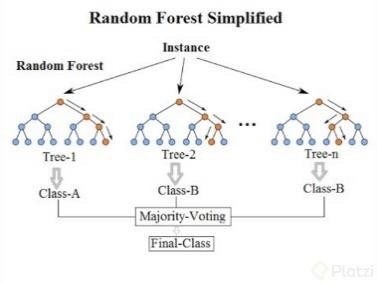 Random Forest Simplified
Instance
Random Forest
...
Tree-1 Tree-2 Tree-n
Class-A Class-B Class-B
Majority-Voting
Final-Class
Platzi